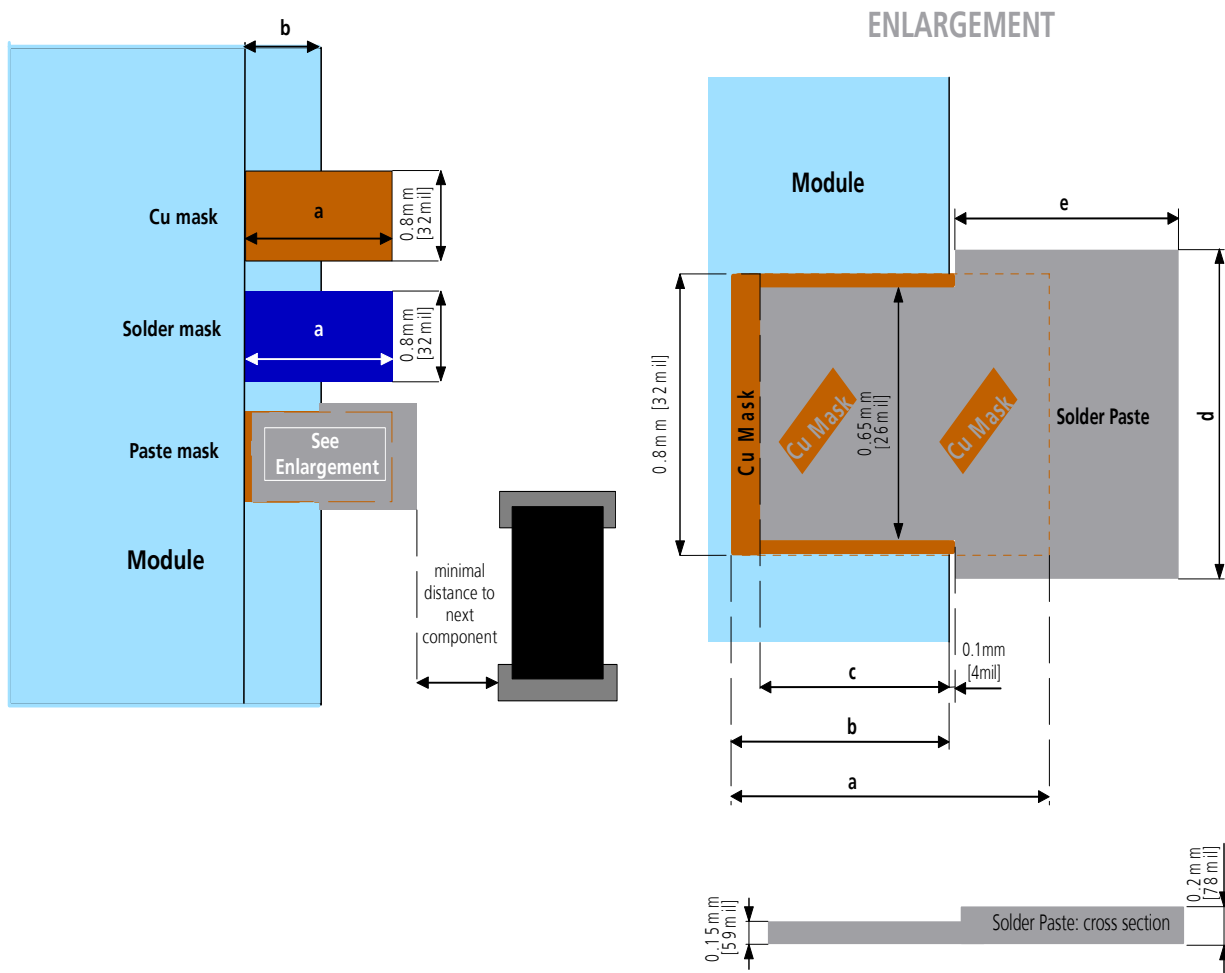 ENLARGEMENT
b
Cu mask
a
0.8mm
[32mil]
Solder mask
a
0.8mm
[32mil]
Paste mask
See
Enlargement
Module
minimal
distance to
next
component
Module
e
0.8mm [32mil]
Cu Mask
Cu Mask
0.65mm
[26mil]
Cu Mask
Solder Paste
d
0.1mm
[4mil]
c
b
a
0.15mm
[59mil]
Solder Paste: cross section
0.2mm
[78mil]